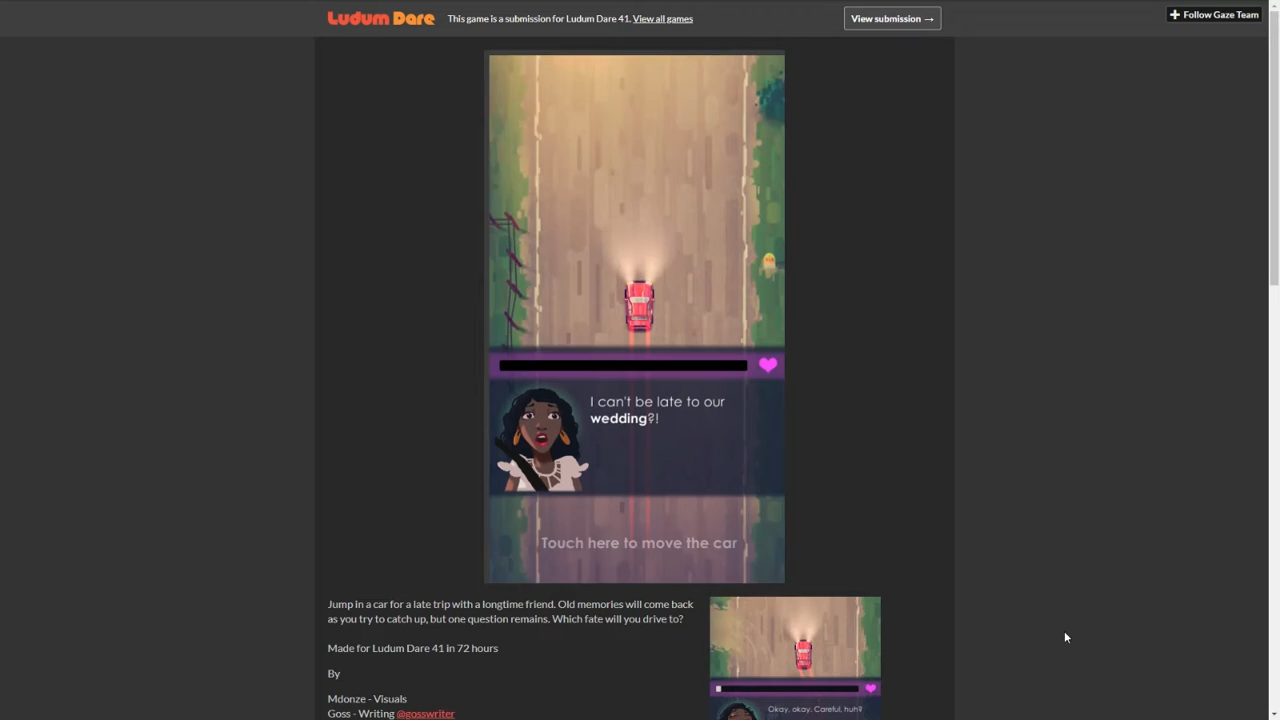 Ludum Dare
This game is a submission for Ludum Dare 41. View all games
View submission →
Follow Gaze Team
I can't be late to our
wedding?!
Touch here to move the car
Jump in a car for a late trip with a longtime friend. Old memories will come back
as you try to catch up, but one question remains. Which fate will you drive to?
Made for Ludum Dare 41 in 72 hours
By
Mdonze - Visuals
Goss - Writing @gosswriter
Okay, okay. Careful, huh?